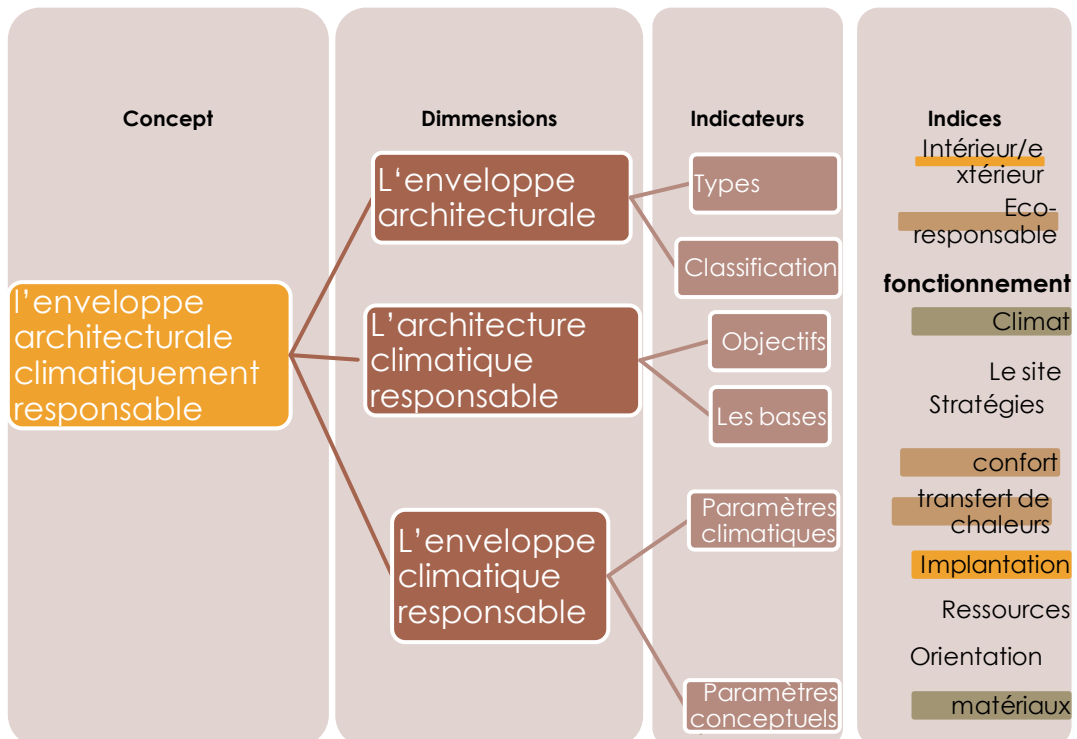 Concept
Dimmensions
Indicateurs
Indices
l’enveloppe
architecturale
climatiquement
responsable
L‘enveloppe
architecturale
L’architecture
climatique
responsable
L’enveloppe
climatique
responsable
Types
Classification
Objectifs
Les bases
Paramètres
climatiques
Paramètres
conceptuels
Intérieur/e
xtérieur
Eco-
responsable
fonctionnement
Climat
Le site
Stratégies
confort
transfert de
chaleurs
Implantation
Ressources
Orientation
matériaux